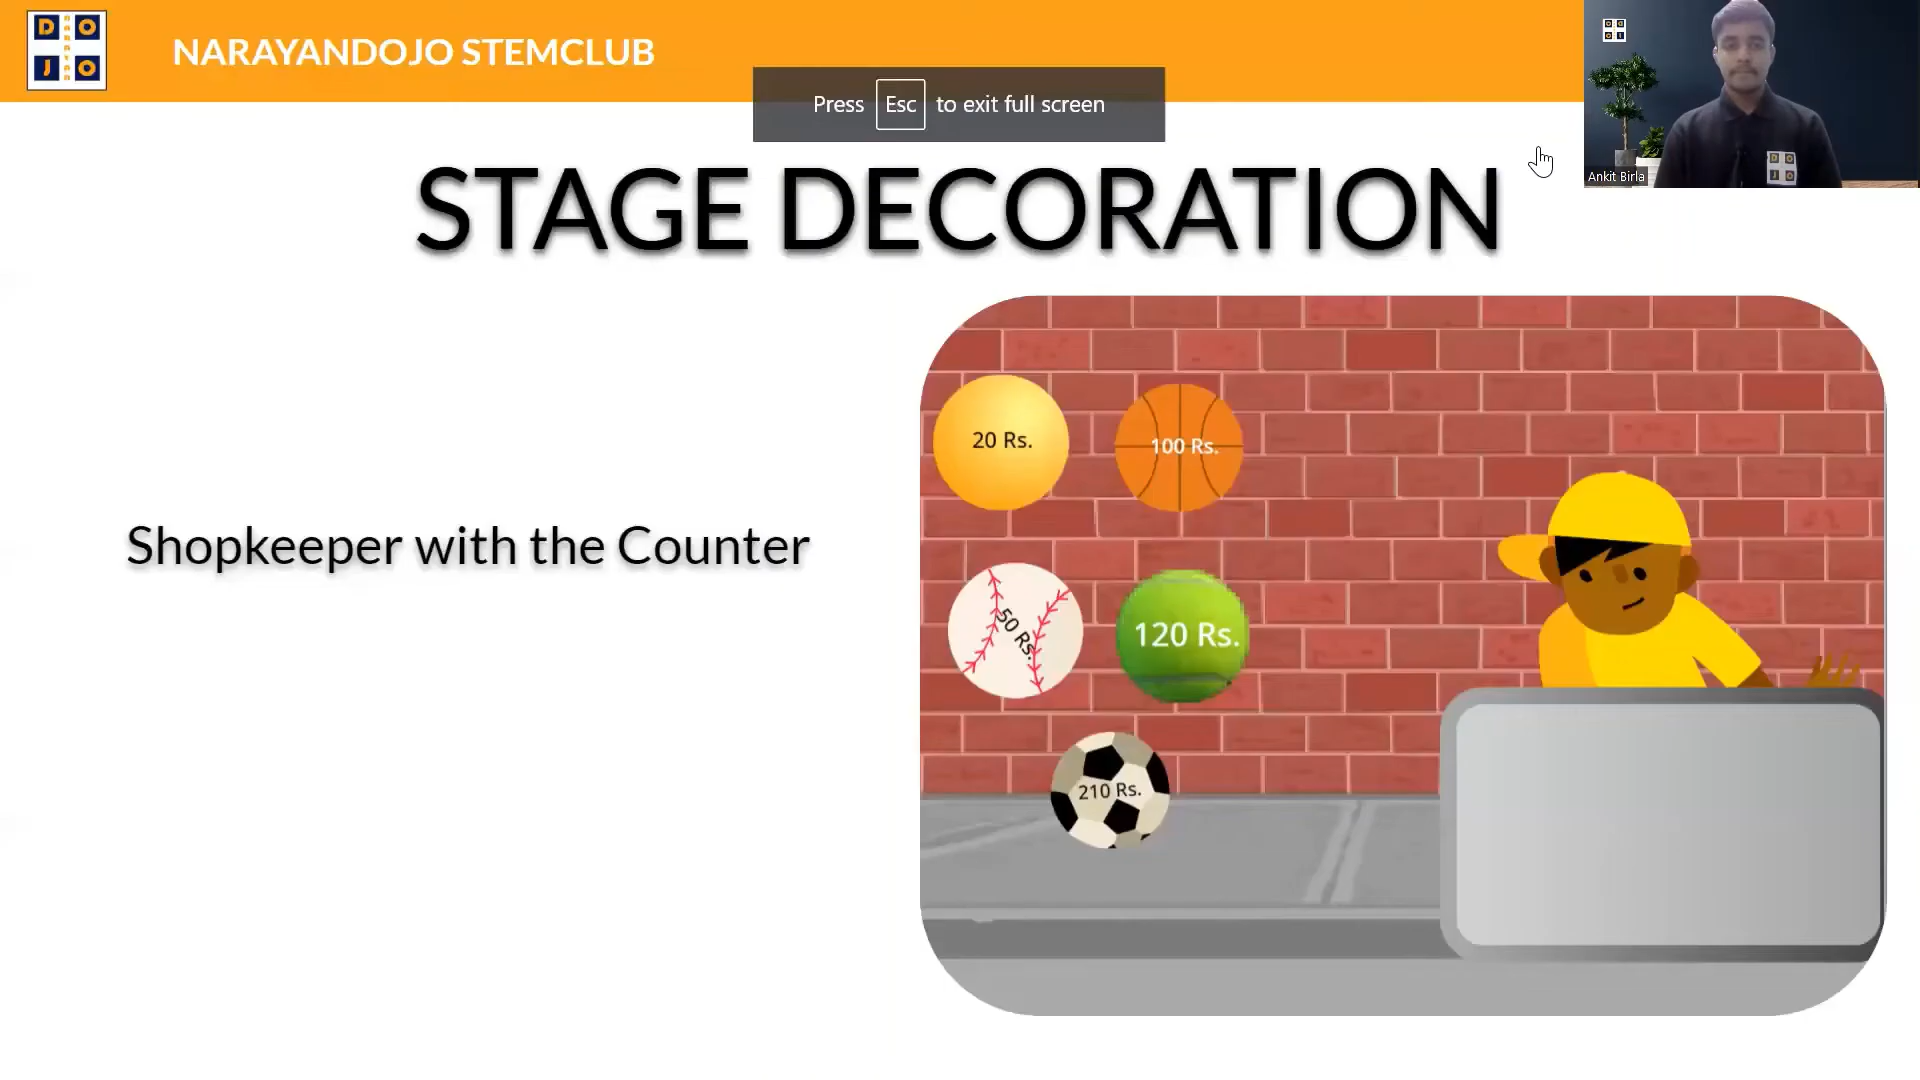 D O
J O
NARAYANDOJO STEMCLUB
Press Esc to exit full screen
Ankit Birla
STAGE DECORATION
Shopkeeper with the Counter
20 Rs.
100 Rs.
50 Rs.
120 Rs.
210 Rs.